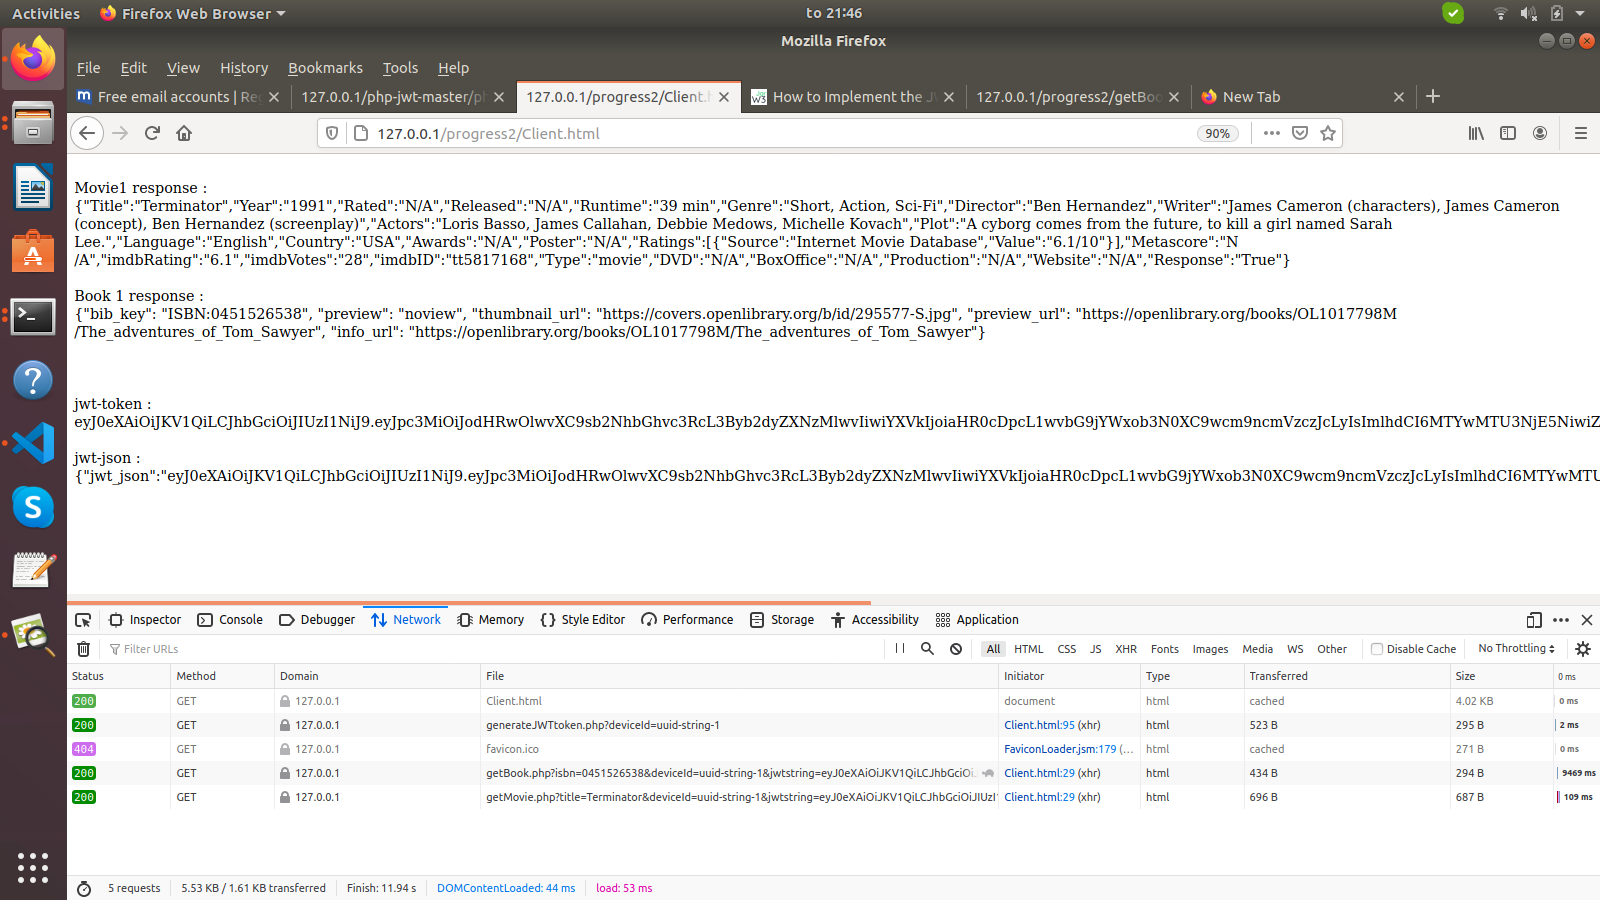 Activities Firefox Web Browser to 21:46
Mozilla Firefox
File Edit View History Bookmarks Tools Help
Free email accounts | Reg 127.0.0.1/php-jwt-master/ph 127.0.0.1/progress2/Client.h How to Implement the JW 127.0.0.1/progress2/getBoo New Tab
127.0.0.1/progress2/Client.html 90%
Movie1 response :
{"Title":"Terminator","Year":"1991","Rated":"N/A","Released":"N/A","Runtime":"39 min","Genre":"Short, Action, Sci-Fi","Director":"Ben Hernandez","Writer":"James Cameron (characters), James Cameron
(concept), Ben Hernandez (screenplay)","Actors":"Loris Basso, James Callahan, Debbie Medows, Michelle Kovach","Plot":"A cyborg comes from the future, to kill a girl named Sarah
Lee.","Language":"English","Country":"USA","Awards":"N/A","Poster":"N/A","Ratings":[{"Source":"Internet Movie Database","Value":"6.1/10"}],"Metascore":"N
/A","imdbRating":"6.1","imdbVotes":"28","imdbID":"tt5817168","Type":"movie","DVD":"N/A","BoxOffice":"N/A","Production":"N/A","Website":"N/A","Response":"True"}
Book 1 response :
{"bib_key": "ISBN:0451526538", "preview": "noview", "thumbnail_url": "https://covers.openlibrary.org/b/id/295577-S.jpg", "preview_url": "https://openlibrary.org/books/OL1017798M
/The_adventures_of_Tom_Sawyer", "info_url": "https://openlibrary.org/books/OL1017798M/The_adventures_of_Tom_Sawyer"}
jwt-token :
eyJ0eXAiOiJKV1QiLCJhbGciOiJIUzI1NiJ9.eyJpc3MiOiJodHRwOlwvXC9sb2NhbGhvc3RcL3Byb2dyZXNzMlwvIiwiYXVkIjoiaHR0cDpcL1wvbG9jYWxob3N0XC9wcm9ncmVzczJcLyIsImlhdCI6MTYwMTU3NjE5NiwiZ
jwt-json :
{"jwt_json":"eyJ0eXAiOiJKV1QiLCJhbGciOiJIUzI1NiJ9.eyJpc3MiOiJodHRwOlwvXC9sb2NhbGhvc3RcL3Byb2dyZXNzMlwvIiwiYXVkIjoiaHR0cDpcL1wvbG9jYWxob3N0XC9wcm9ncmVzczJcLyIsImlhdCI6MTYwMTU
Inspector Console Debugger Network Memory Style Editor Performance Storage Accessibility Application
Filter URLs All HTML CSS JS XHR Fonts Images Media WS Other Disable Cache No Throttling
Status Method Domain File Initiator Type Transferred Size 0 ms
200 GET 127.0.0.1 Client.html document html cached 4.02 KB 0 ms
200 GET 127.0.0.1 generateJWTtoken.php?deviceId=uuid-string-1 Client.html:95 (xhr) html 523 B 295 B 2 ms
404 GET 127.0.0.1 favicon.ico FaviconLoader.jsm:179 (… html cached 271 B 0 ms
200 GET 127.0.0.1 getBook.php?isbn=0451526538&deviceId=uuid-string-1&jwtstring=eyJ0eXAiOiJKV1QiLCJhbGciOi Client.html:29 (xhr) html 434 B 294 B 9469 ms
200 GET 127.0.0.1 getMovie.php?title=Terminator&deviceId=uuid-string-1&jwtstring=eyJ0eXAiOiJKV1QiLCJhbGciOiJIUzI1 Client.html:29 (xhr) html 696 B 687 B 109 ms
5 requests 5.53 KB / 1.61 KB transferred Finish: 11.94 s DOMContentLoaded: 44 ms load: 53 ms